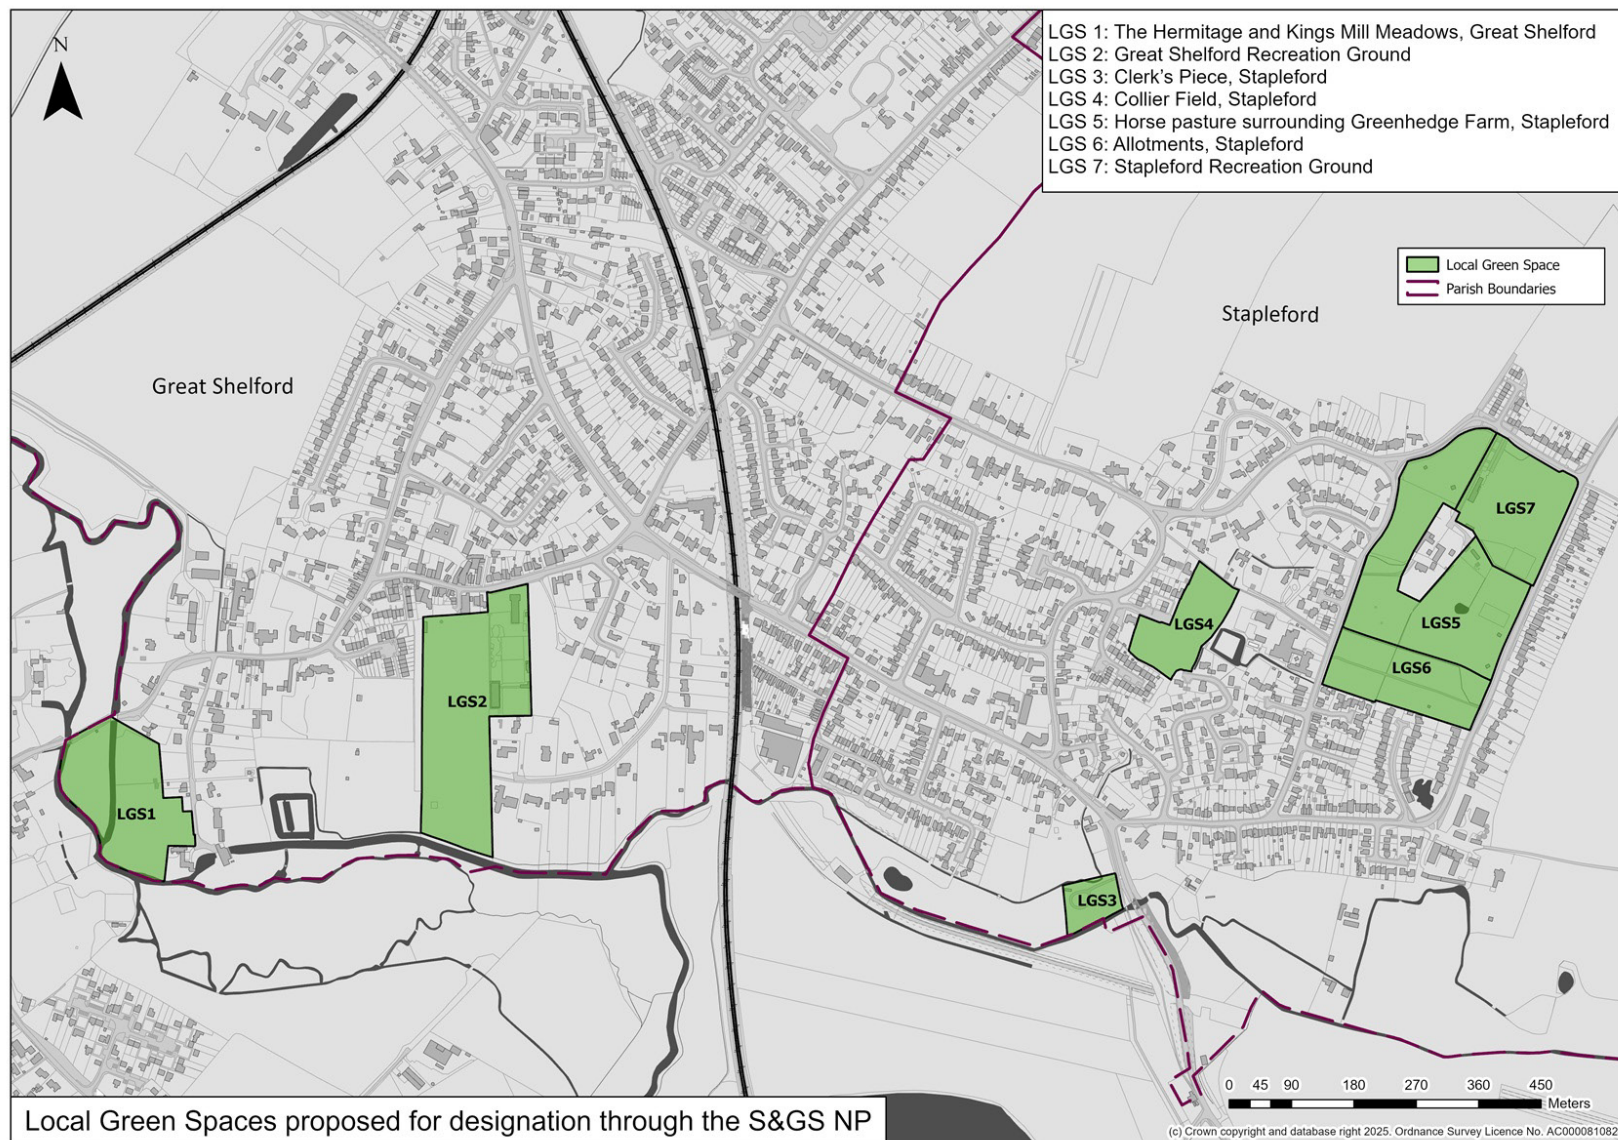 N
LGS 1: The Hermitage and Kings Mill Meadows, Great Shelford
LGS 2: Great Shelford Recreation Ground
LGS 3: Clerk's Piece, Stapleford
LGS 4: Collier Field, Stapleford
LGS 5: Horse pasture surrounding Greenhedge Farm, Stapleford
LGS 6: Allotments, Stapleford
LGS 7: Stapleford Recreation Ground
Local Green Space
Parish Boundaries
Stapleford
Great Shelford
LGS7
LGS5
LGS4
LGS6
LGS2
LGS1
LGS3
0 45 90 180 270 360 450
Meters
Local Green Spaces proposed for designation through the S&GS NP
(c) Crown copyright and database right 2025. Ordnance Survey Licence No. AC000081082